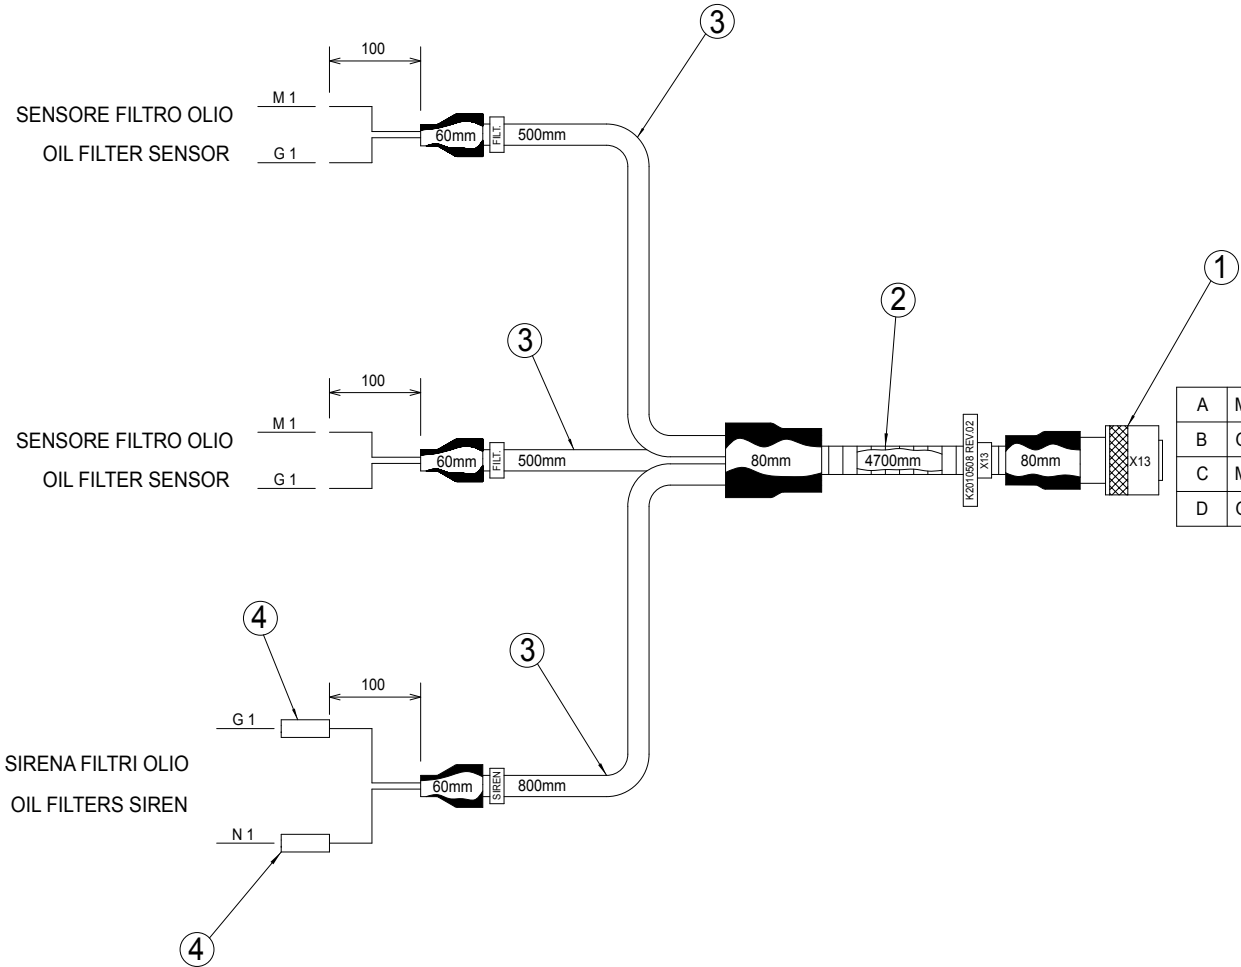 3
100
M 1
SENSORE FILTRO OLIO
60mm
FILT.
500mm
OIL FILTER SENSOR
G 1
1
2
3
100
M 1
SENSORE FILTRO OLIO
60mm
FILT.
500mm
80mm
4700mm
K2010508 REV.02
X13
80mm
X13
OIL FILTER SENSOR
G 1
A
B
C
D
4
3
100
G 1
SIRENA FILTRI OLIO
60mm
SIREN
800mm
OIL FILTERS SIREN
N 1
4